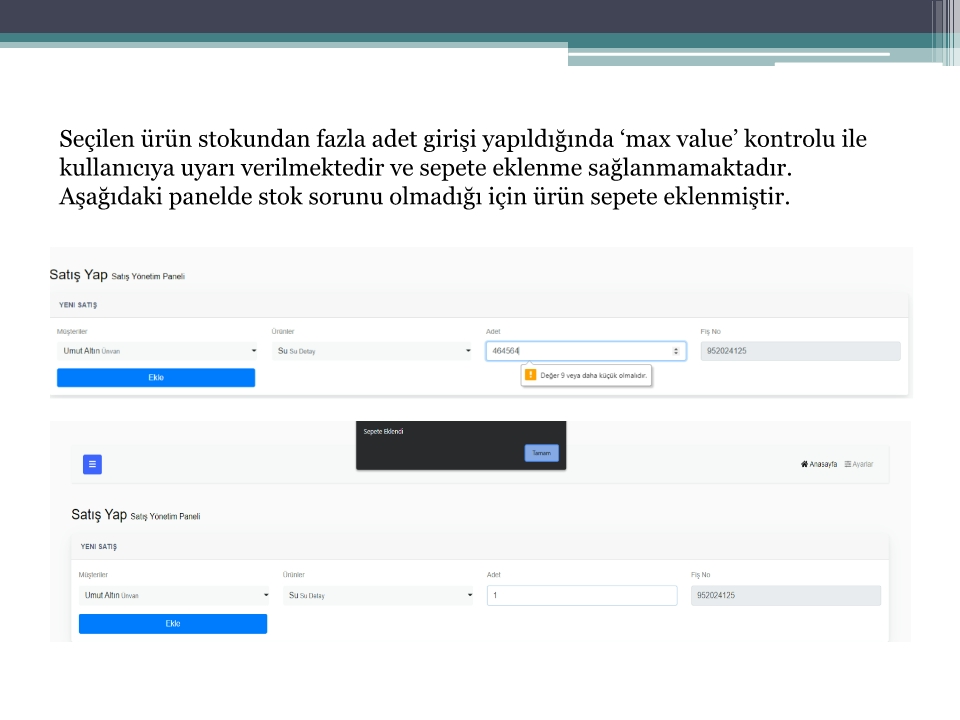 Seçilen ürün stokundan fazla adet girişi yapıldığında ‘max value’ kontrolu ile
kullanıcıya uyarı verilmektedir ve sepete eklenme sağlanmamaktadır.
Aşağıdaki panelde stok sorunu olmadığı için ürün sepete eklenmiştir.
Satış Yap Satış Yönetim Paneli
YENİ SATIŞ
Müşteriler Ürünler Adet Fiş No
Umut Altın Ünvan Su Su Detay 464564 952024125
Ekle
Değer 9 veya daha küçük olmalıdır.
Sepete Eklendi
Tamam
Anasayfa Ayarlar
Satış Yap Satış Yönetim Paneli
YENİ SATIŞ
Müşteriler Ürünler Adet Fiş No
Umut Altın Ünvan Su Su Detay 1 952024125
Ekle